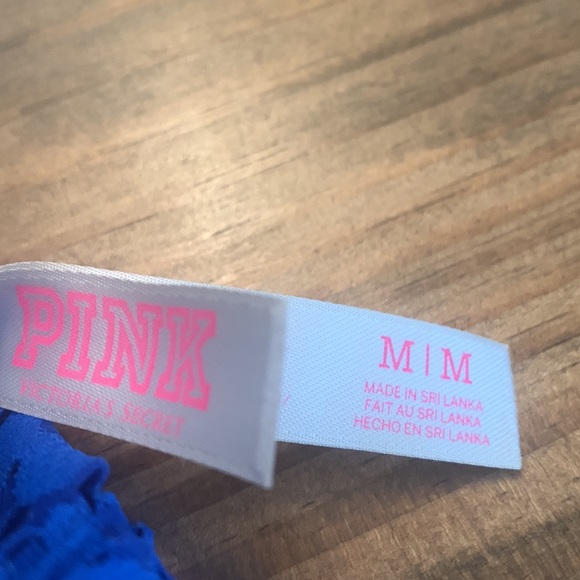 PINK
VICTORIA'S SECRET
M | M
MADE IN SRI LANKA
FAIT AU SRI LANKA
HECHO EN SRI LANKA